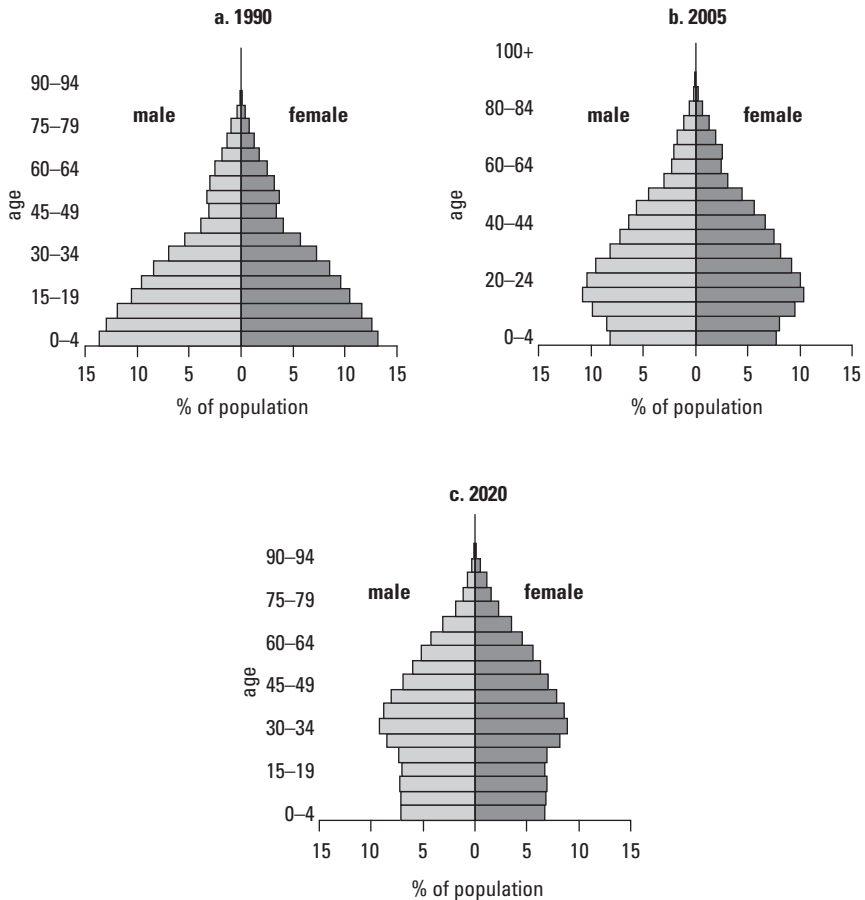 a. 1990
90–94
75–79
60–64
45–49
30–34
15–19
0–4
age
male
female
15 10 5 0 5 10 15
% of population
b. 2005
100+
80–84
60–64
40–44
20–24
0–4
age
male
female
15 10 5 0 5 10 15
% of population
c. 2020
90–94
75–79
60–64
45–49
30–34
15–19
0–4
age
male
female
15 10 5 0 5 10 15
% of population